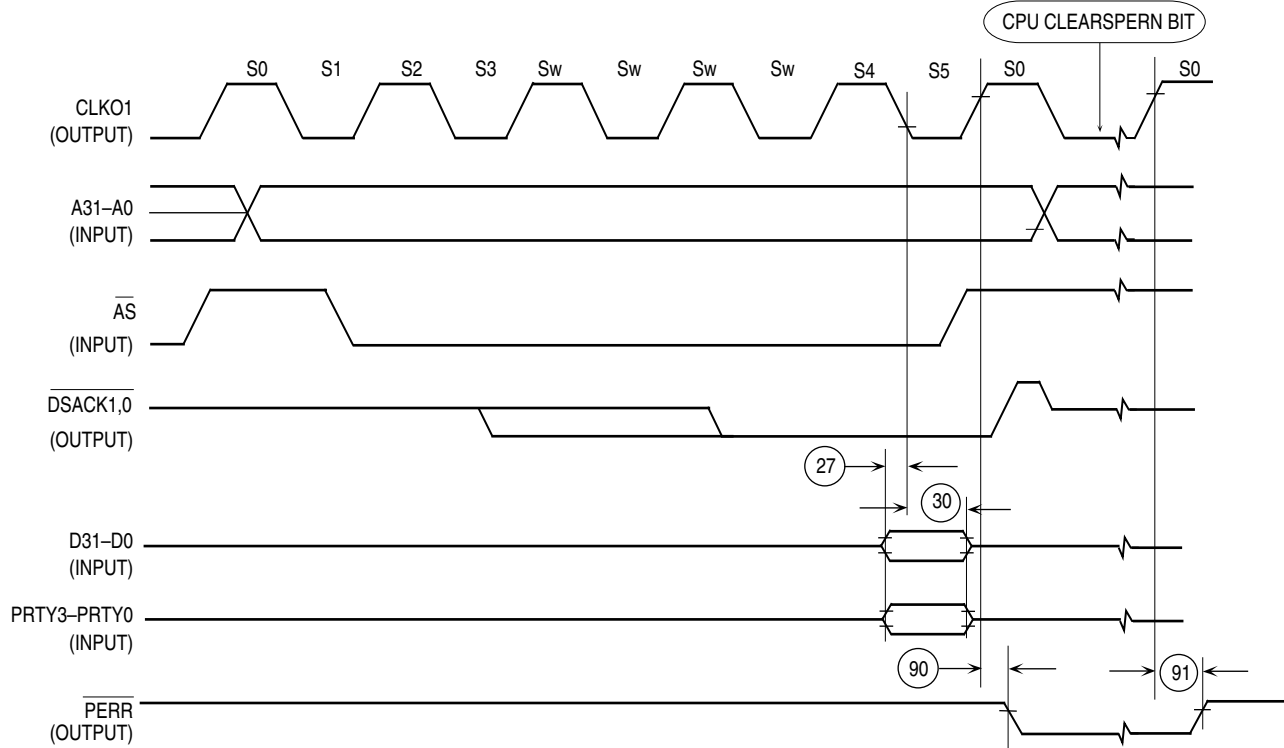 CPU CLEARSPERN BIT
S0 S1 S2 S3 Sw Sw Sw Sw S4 S5 S0 S0
CLKO1
(OUTPUT)
A31–A0
(INPUT)
AS
(INPUT)
DSACK1,0
(OUTPUT)
27
30
D31–D0
(INPUT)
PRTY3–PRTY0
(INPUT)
90
91
PERR
(OUTPUT)